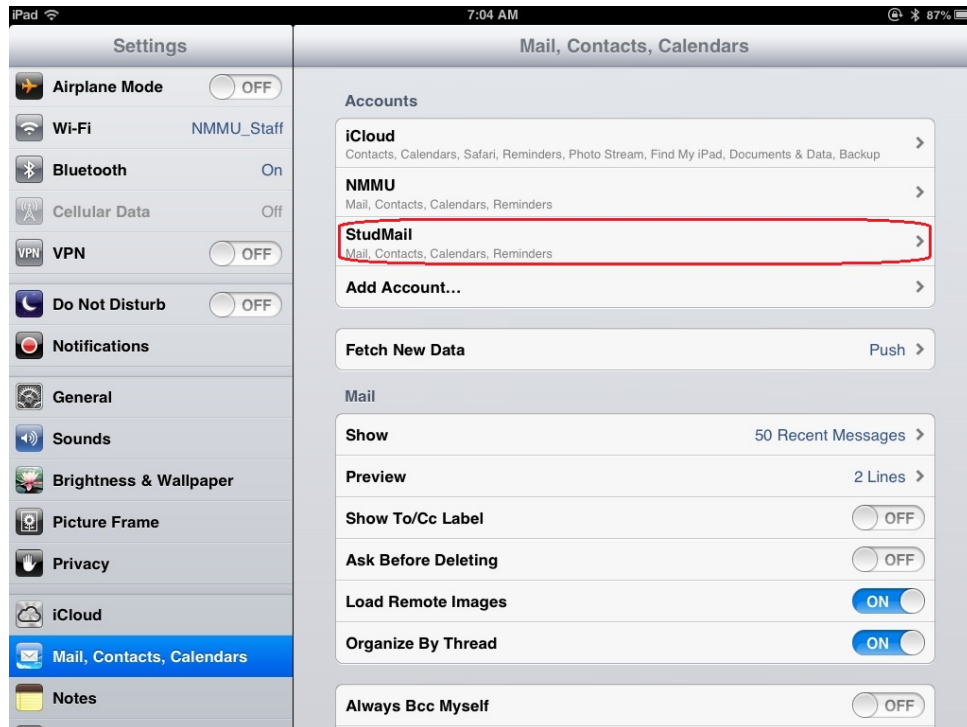 iPad 7:04 AM 87%
Settings
Airplane Mode OFF
Wi-Fi NMMU_Staff
Bluetooth On
Cellular Data Off
VPN VPN OFF
Do Not Disturb OFF
Notifications
General
Sounds
Brightness & Wallpaper
Picture Frame
Privacy
iCloud
Mail, Contacts, Calendars
Notes
Mail, Contacts, Calendars
Accounts
iCloud
Contacts, Calendars, Safari, Reminders, Photo Stream, Find My iPad, Documents & Data, Backup
NMMU
Mail, Contacts, Calendars, Reminders
StudMail
Mail, Contacts, Calendars, Reminders
Add Account...
Fetch New Data Push
Mail
Show 50 Recent Messages
Preview 2 Lines
Show To/Cc Label OFF
Ask Before Deleting OFF
Load Remote Images ON
Organize By Thread ON
Always Bcc Myself OFF